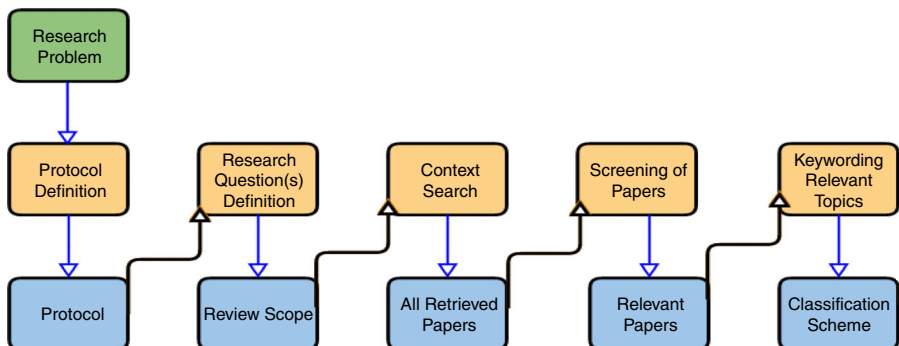 Research
Problem
Protocol
Definition
Research
Question(s)
Definition
Context
Search
Screening of
Papers
Keywording
Relevant
Topics
Protocol
Review Scope
All Retrieved
Papers
Relevant
Papers
Classification
Scheme